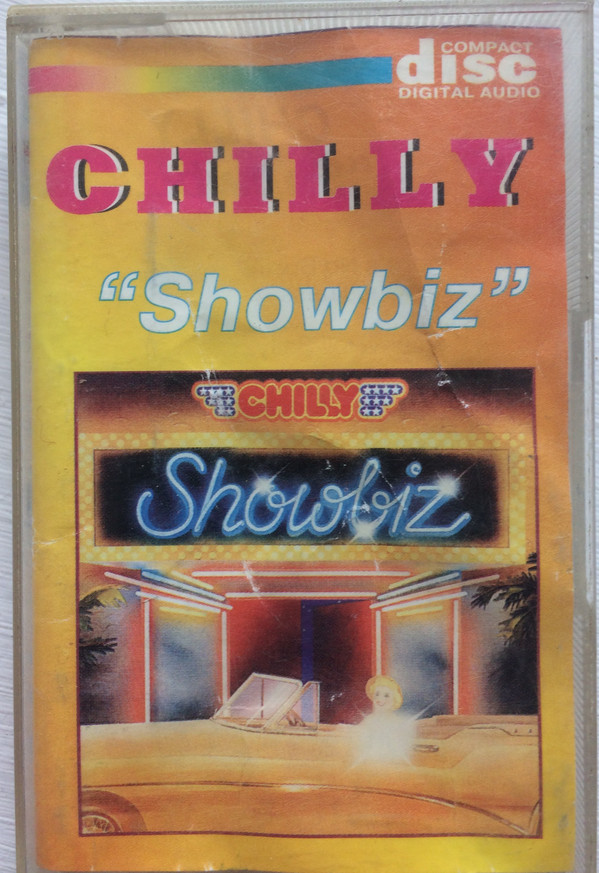 COMPACT
disc
DIGITAL AUDIO
CHILLY
“Showbiz”
CHILLY
Showbiz